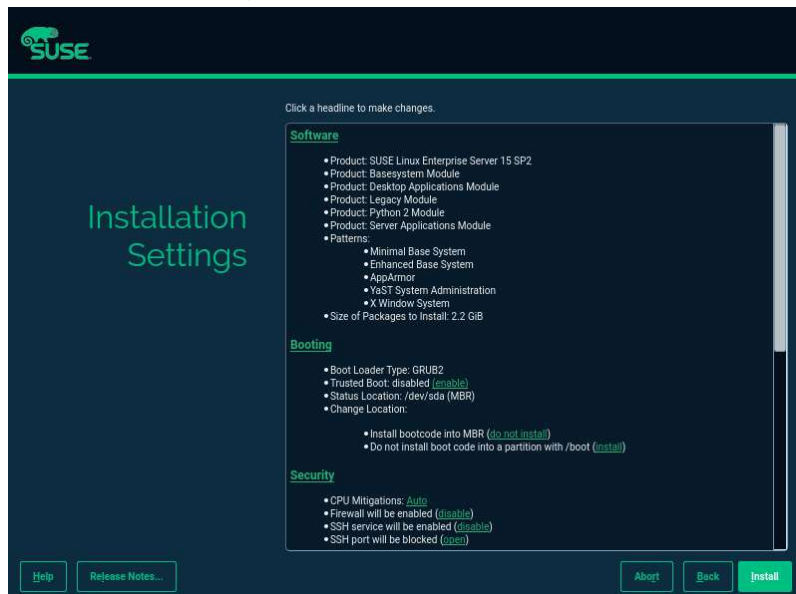 SUSE
Click a headline to make changes.
Installation
Settings
Software
• Product: SUSE Linux Enterprise Server 15 SP2
• Product: Basesystem Module
• Product: Desktop Applications Module
• Product: Legacy Module
• Product: Python 2 Module
• Product: Server Applications Module
• Patterns:
• Minimal Base System
• Enhanced Base System
• AppArmor
• YaST System Administration
• X Window System
• Size of Packages to Install: 2.2 GiB
Booting
• Boot Loader Type: GRUB2
• Trusted Boot: disabled (enable)
• Status Location: /dev/sda (MBR)
• Change Location:
• Install bootcode into MBR (do not install)
• Do not install boot code into a partition with /boot (install)
Security
• CPU Mitigations: Auto
• Firewall will be enabled (disable)
• SSH service will be enabled (disable)
• SSH port will be blocked (open)
Help
Release Notes...
Abort
Back
Install